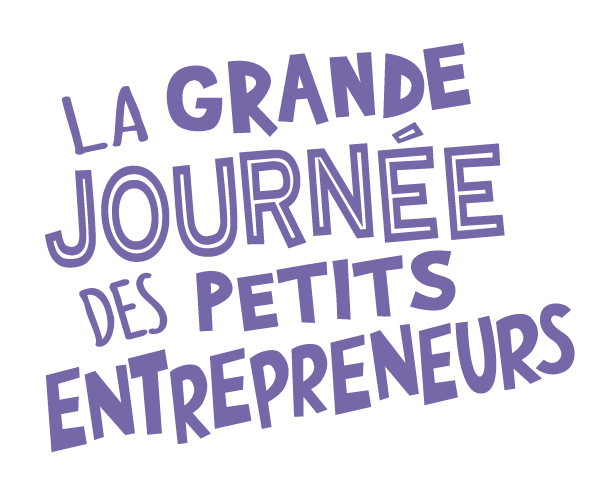 LA GRANDE
JOURNÉE
DES PETITS
ENTREPRENEURS